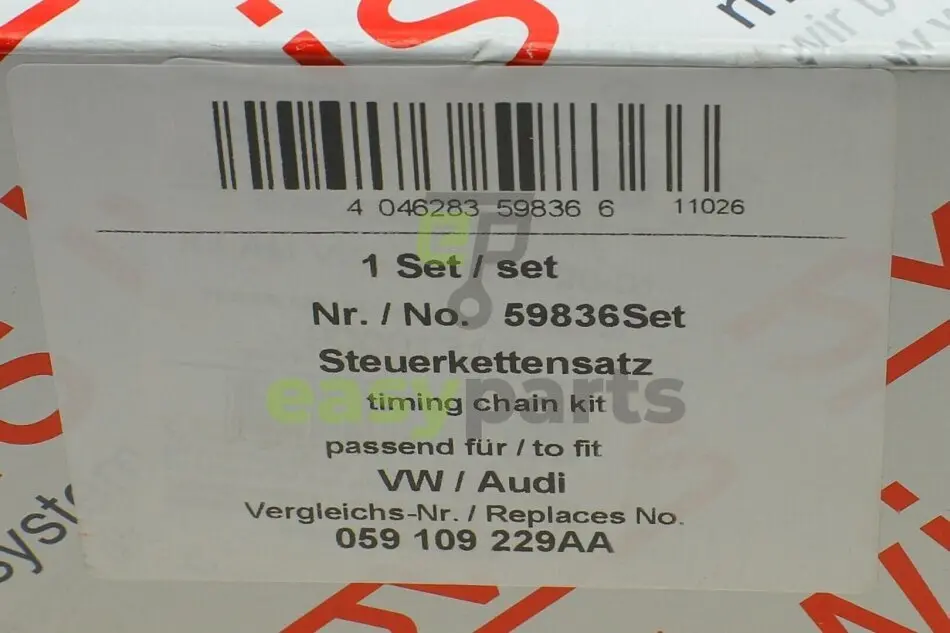 4 046283 59836 6 11026
1 Set / set
Nr. / No. 59836Set
Steuerkettensatz
timing chain kit
easyparts
passend für / to fit
VW / Audi
Vergleichs-Nr. / Replaces No.
059 109 229AA